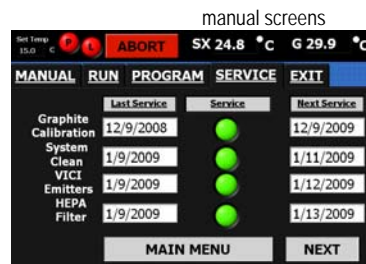 manual screens
Set Temp
15.0 C P L ABORT SX 24.8 °C G 29.9 °C
MANUAL RUN PROGRAM SERVICE EXIT
Last Service Service Next Service
Graphite
Calibration 12/9/2008 12/9/2009
System
Clean 1/9/2009 1/11/2009
VICI
Emitters 1/9/2009 1/12/2009
HEPA
Filter 1/9/2009 1/13/2009
MAIN MENU NEXT